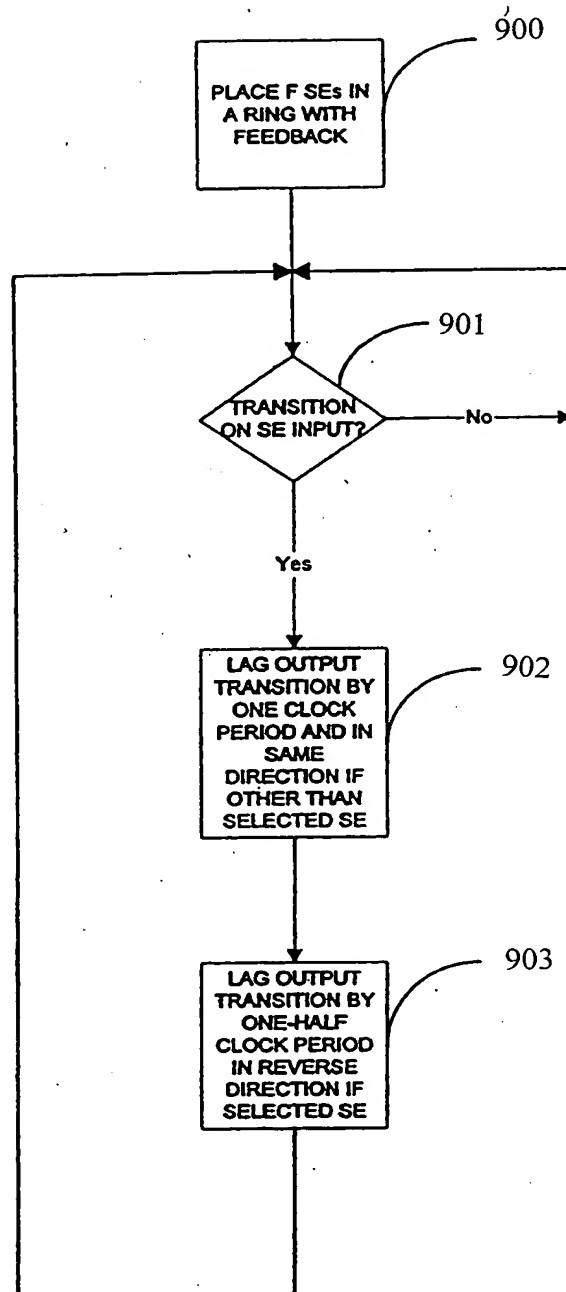 900
PLACE F SEs IN
A RING WITH
FEEDBACK
901
TRANSITION
ON SE INPUT?
No
Yes
LAG OUTPUT
TRANSITION BY
ONE CLOCK
PERIOD AND IN
SAME
DIRECTION IF
OTHER THAN
SELECTED SE
902
LAG OUTPUT
TRANSITION BY
ONE-HALF
CLOCK PERIOD
IN REVERSE
DIRECTION IF
SELECTED SE
903